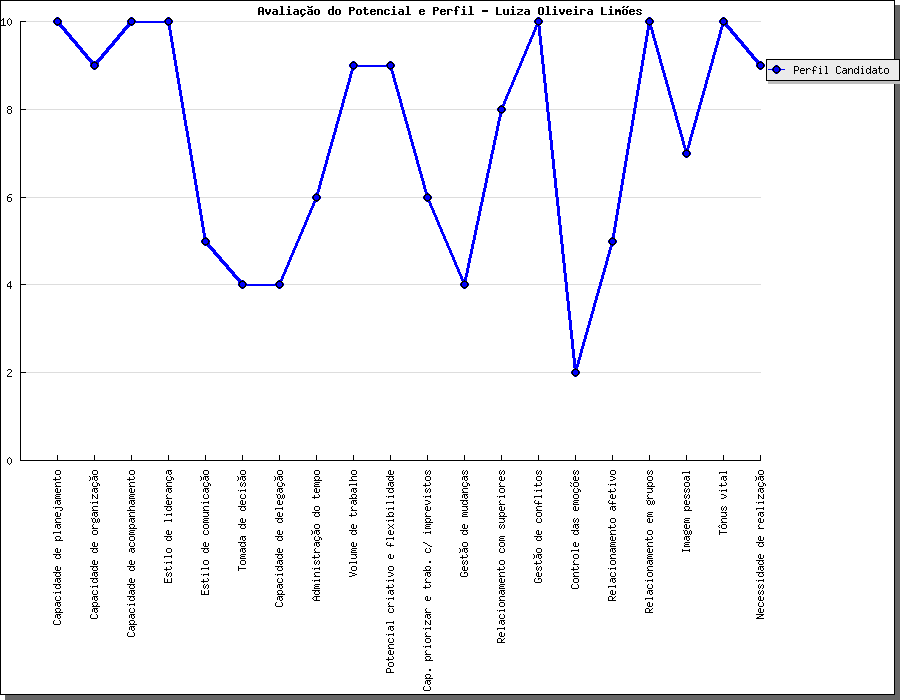 Avaliação do Potencial e Perfil - Luiza Oliveira Limões
10
8
6
4
2
0
Perfil Candidato
Capacidade de planejamento
Capacidade de organização
Capacidade de acompanhamento
Estilo de liderança
Estilo de comunicação
Tomada de decisão
Capacidade de delegação
Administração do tempo
Volume de trabalho
Potencial criativo e flexibilidade
Cap. priorizar e trab. c/ imprevistos
Gestão de mudanças
Relacionamento com superiores
Gestão de conflitos
Controle das emoções
Relacionamento afetivo
Relacionamento em grupos
Imagem pessoal
Tônus vital
Necessidade de realização